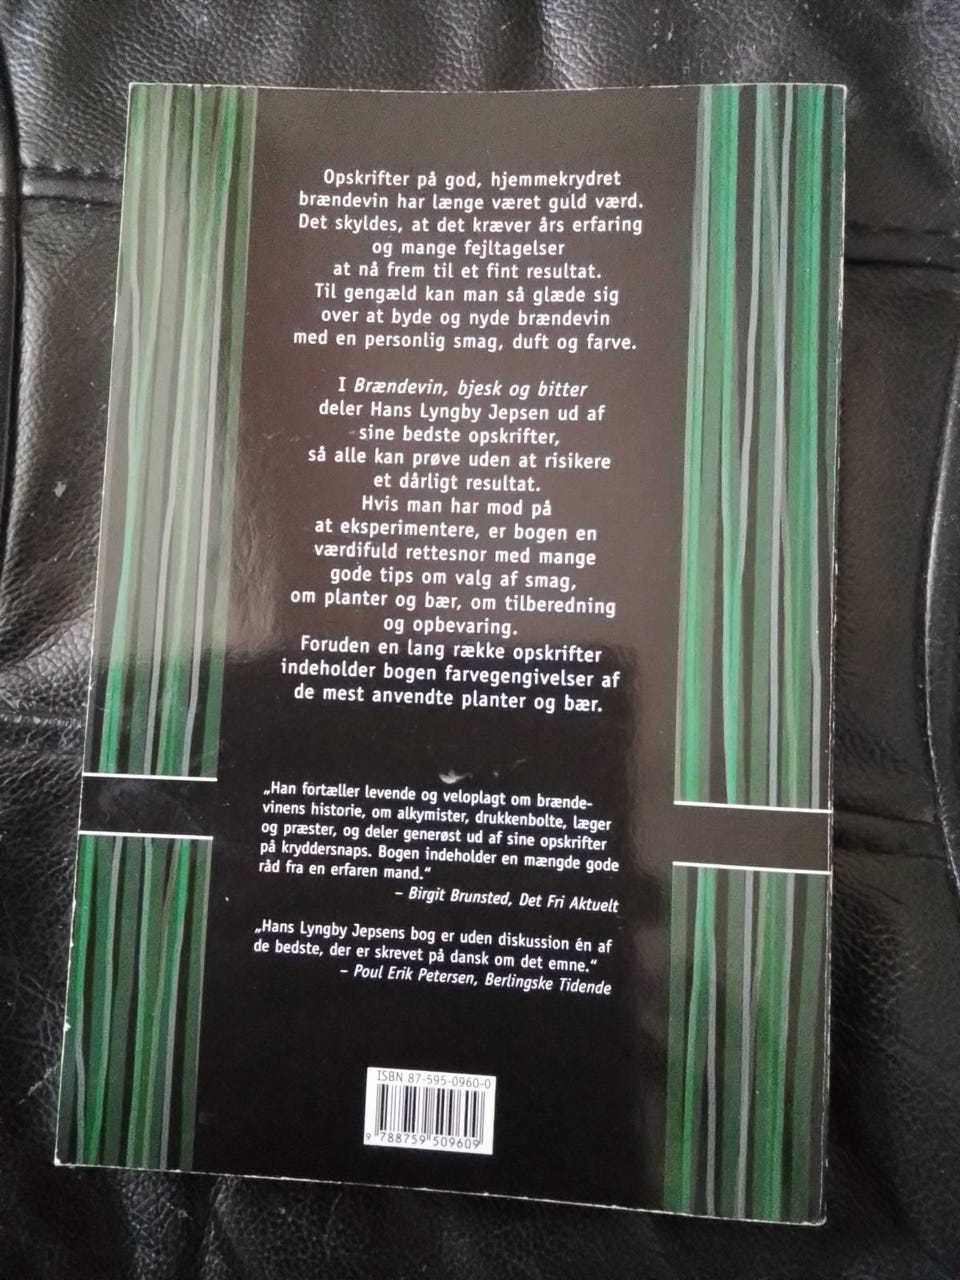 Opskrifter på god, hjemmekrydret
brændevin har længe været guld værd.
Det skyldes, at det kræver års erfaring
og mange fejltagelser
at nå frem til et fint resultat.
Til gengæld kan man så glæde sig
over at byde og nyde brændevin
med en personlig smag, duft og farve.
I Brændevin, bjesk og bitter
deler Hans Lyngby Jepsen ud af
sine bedste opskrifter,
så alle kan prøve uden at risikere
et dårligt resultat.
Hvis man har mod på
at eksperimentere, er bogen en
værdifuld rettesnor med mange
gode tips om valg af smag,
om planter og bær, om tilberedning
og opbevaring.
Foruden en lang række opskrifter
indeholder bogen farvegengivelser af
de mest anvendte planter og bær.
„Han fortæller levende og veloplagt om brænde-
vinens historie, om alkymister, drukkenbolte, læger
og præster, og deler generøst ud af sine opskrifter
på kryddersnaps. Bogen indeholder en mængde gode
råd fra en erfaren mand.“
– Birgit Brunsted, Det Fri Aktuelt
„Hans Lyngby Jepsens bog er uden diskussion én af
de bedste, der er skrevet på dansk om det emne.“
– Poul Erik Petersen, Berlingske Tidende
ISBN 87-595-0960-0
9 788759 509609